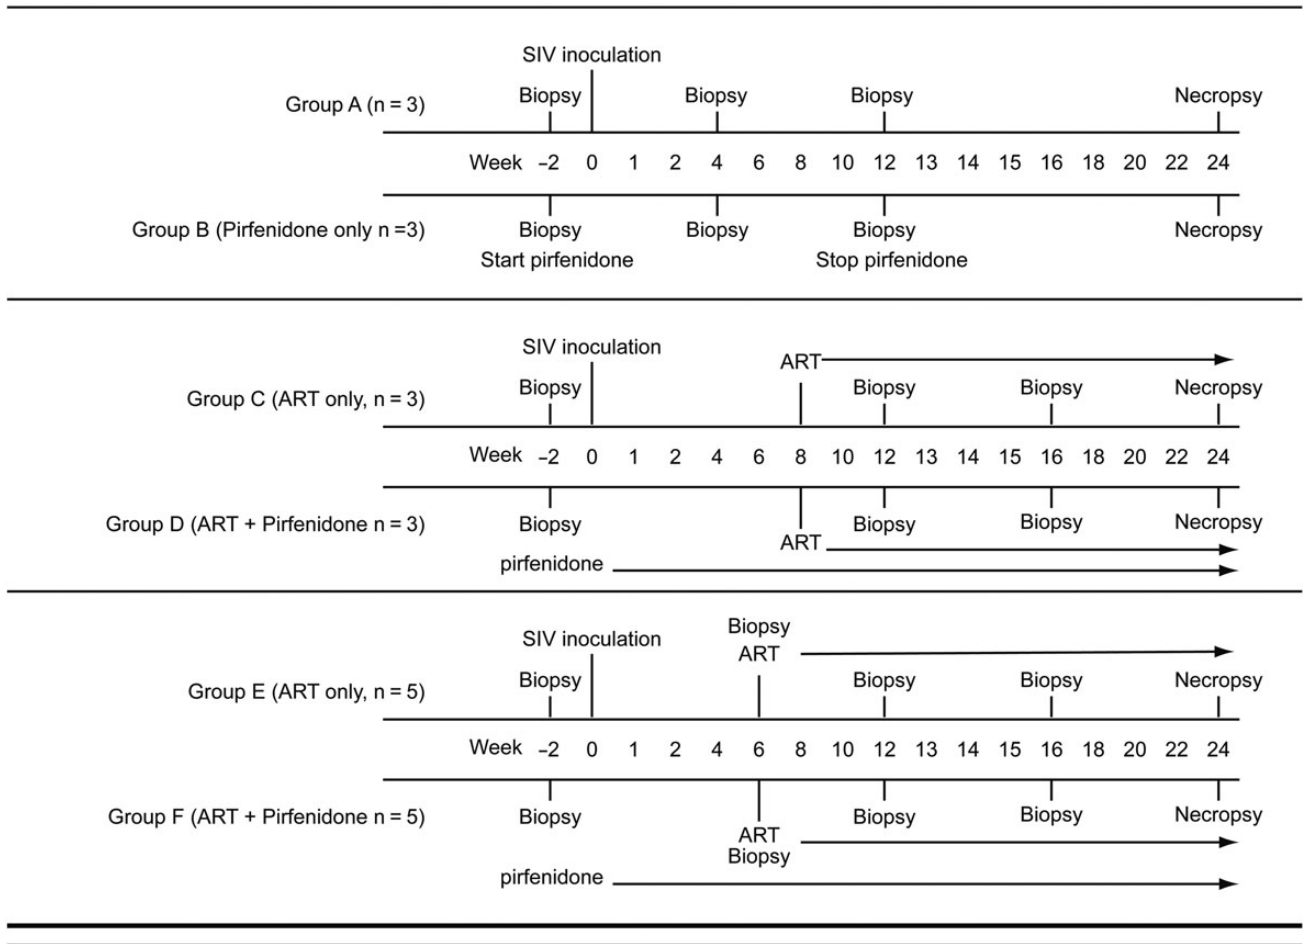 SIV inoculation
Group A (n = 3) Biopsy Biopsy Biopsy Necropsy
Week –2 0 1 2 4 6 8 10 12 13 14 15 16 18 20 22 24
Group B (Pirfenidone only n =3) Biopsy Biopsy Biopsy Necropsy
Start pirfenidone Stop pirfenidone
SIV inoculation ART
Group C (ART only, n = 3) Biopsy Biopsy Biopsy Necropsy
Week –2 0 1 2 4 6 8 10 12 13 14 15 16 18 20 22 24
Group D (ART + Pirfenidone n = 3) Biopsy Biopsy Biopsy Necropsy
ART
pirfenidone
Biopsy
SIV inoculation ART
Group E (ART only, n = 5) Biopsy Biopsy Biopsy Necropsy
Week –2 0 1 2 4 6 8 10 12 13 14 15 16 18 20 22 24
Group F (ART + Pirfenidone n = 5) Biopsy Biopsy Biopsy Necropsy
ART
Biopsy
pirfenidone